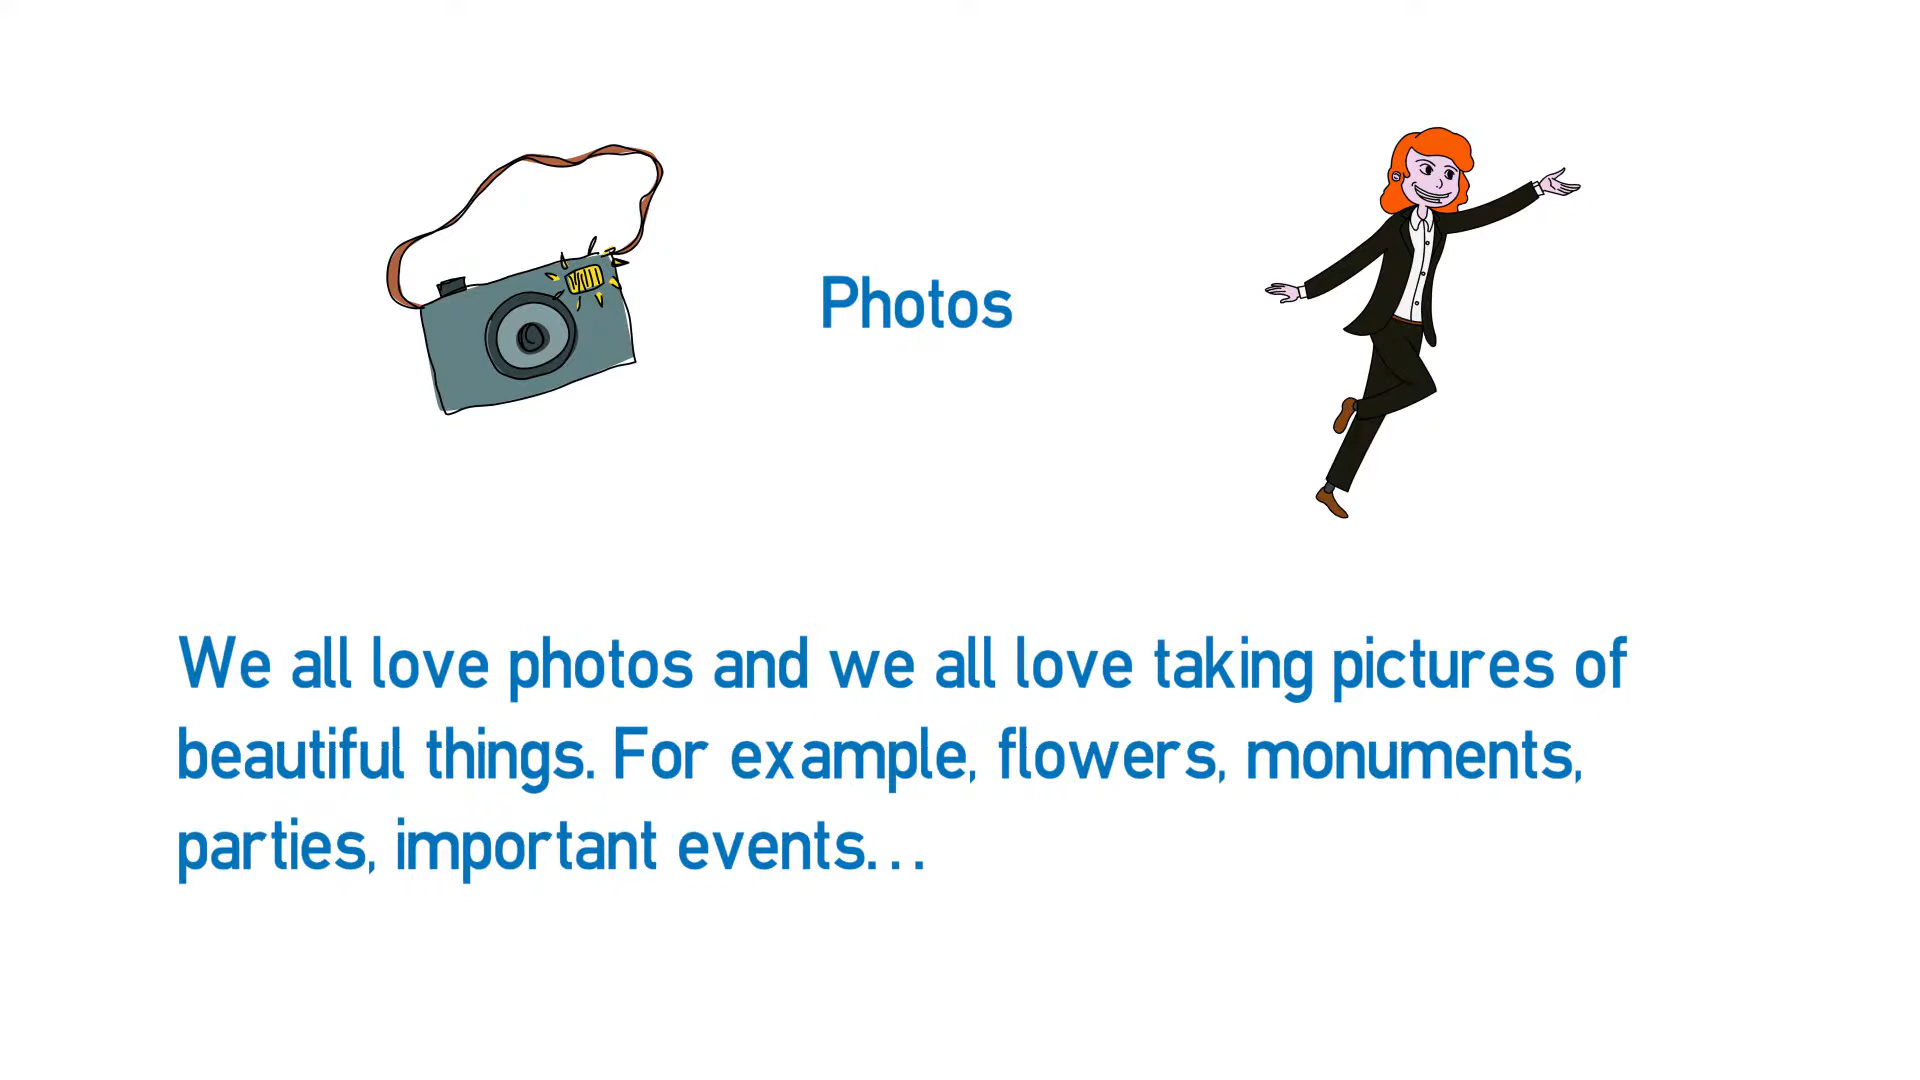 Photos
We all love photos and we all love taking pictures of
beautiful things. For example, flowers, monuments,
parties, important events...